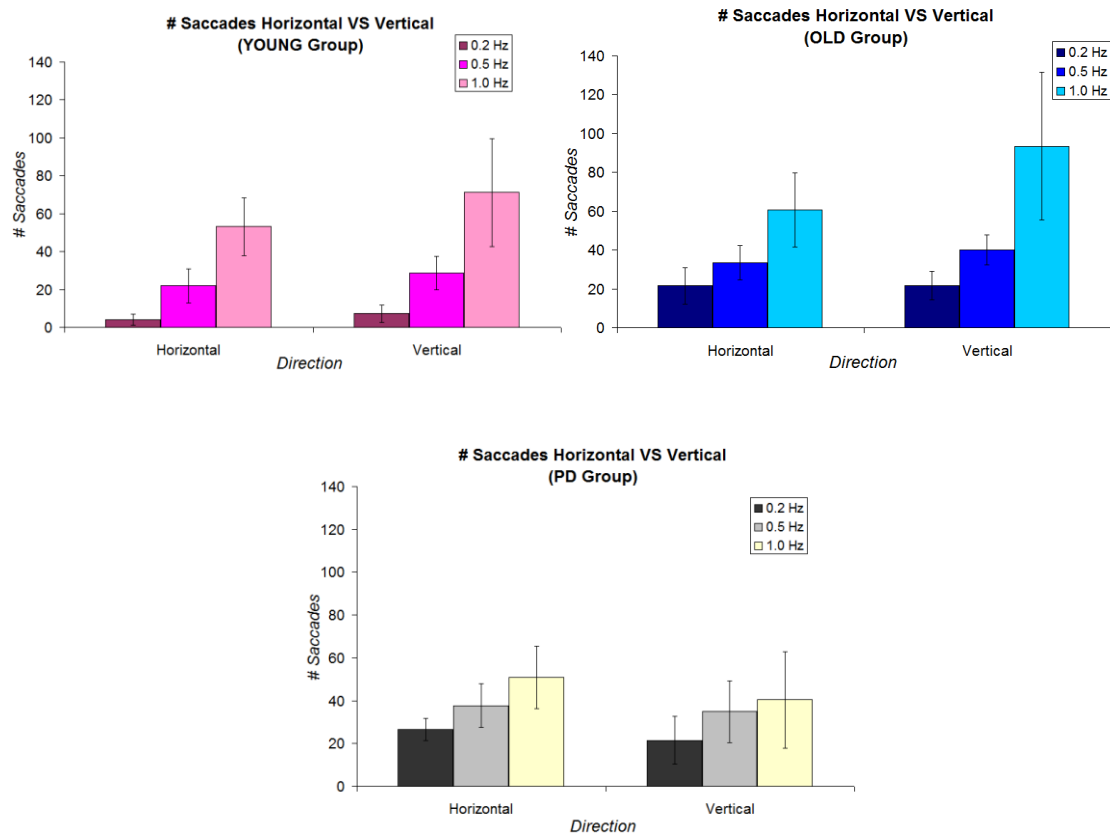 # Saccades Horizontal VS Vertical
(YOUNG Group)
0.2 Hz
0.5 Hz
1.0 Hz
140
120
100
80
60
40
20
0
# Saccades
Horizontal
Vertical
Direction
# Saccades Horizontal VS Vertical
(OLD Group)
0.2 Hz
0.5 Hz
1.0 Hz
140
120
100
80
60
40
20
0
# Saccades
Horizontal
Vertical
Direction
# Saccades Horizontal VS Vertical
(PD Group)
0.2 Hz
0.5 Hz
1.0 Hz
140
120
100
80
60
40
20
0
# Saccades
Horizontal
Vertical
Direction